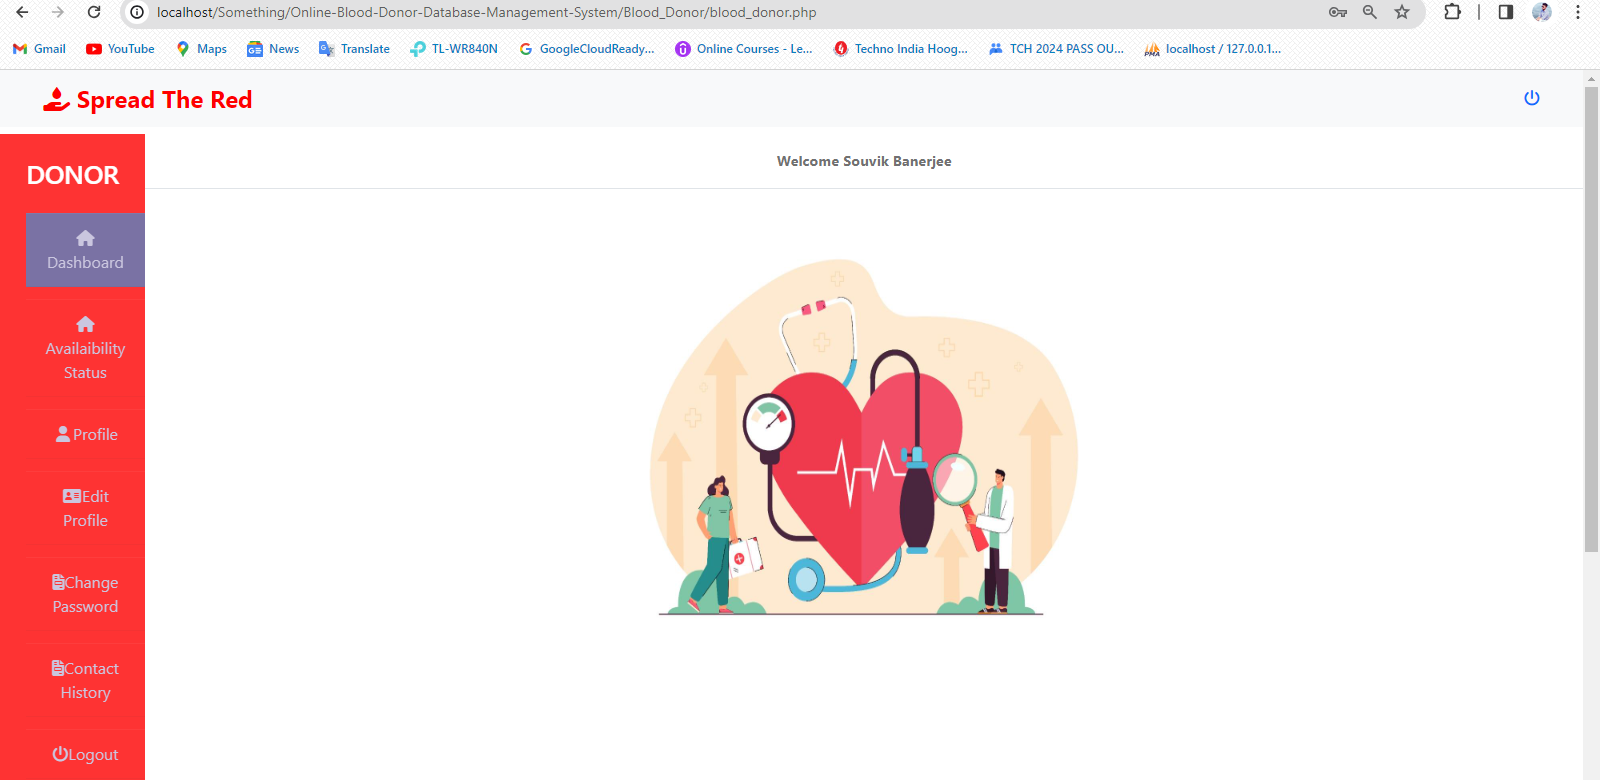 localhost/Something/Online-Blood-Donor-Database-Management-System/Blood_Donor/blood_donor.php
Gmail YouTube Maps News Translate TL-WR840N GoogleCloudReady... Online Courses - Le... Techno India Hoog... TCH 2024 PASS OU... localhost / 127.0.0.1...
Spread The Red
DONOR
Welcome Souvik Banerjee
Dashboard
Availaibility
Status
Profile
Edit
Profile
Change
Password
Contact
History
Logout